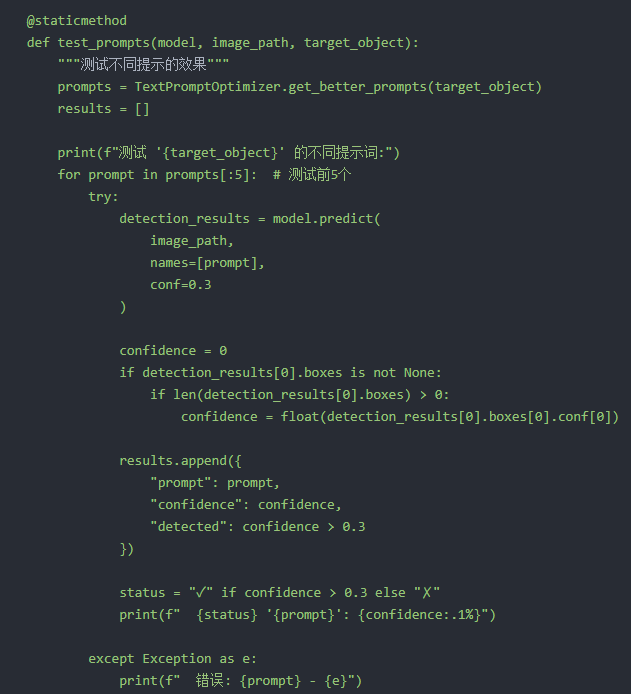 @staticmethod
def test_prompts(model, image_path, target_object):
    """测试不同提示的效果"""
    prompts = TextPromptOptimizer.get_better_prompts(target_object)
    results = []

    print(f"测试 '{target_object}' 的不同提示词:")
    for prompt in prompts[:5]:  # 测试前5个
        try:
            detection_results = model.predict(
                image_path,
                names=[prompt],
                conf=0.3
            )

            confidence = 0
            if detection_results[0].boxes is not None:
                if len(detection_results[0].boxes) > 0:
                    confidence = float(detection_results[0].boxes[0].conf[0])

            results.append({
                "prompt": prompt,
                "confidence": confidence,
                "detected": confidence > 0.3
            })

            status = "✓" if confidence > 0.3 else "✗"
            print(f"  {status} '{prompt}': {confidence:.1%}")

        except Exception as e:
            print(f"  错误: {prompt} - {e}")